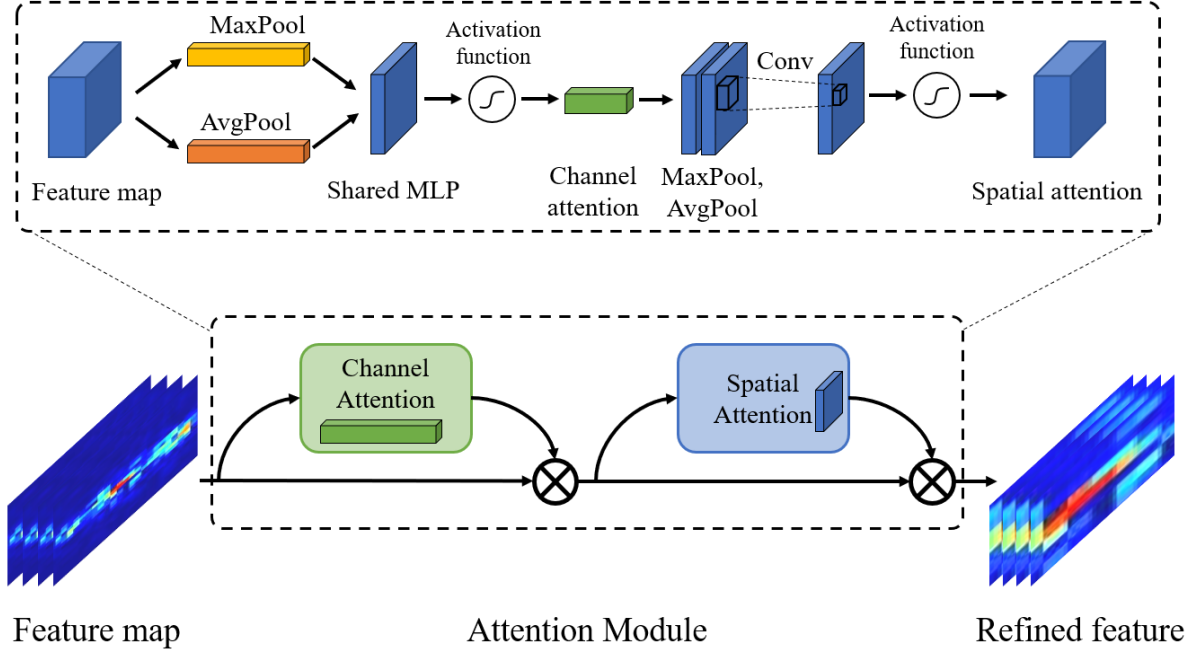 MaxPool
Activation
function
Conv
Activation
function
AvgPool
Feature map
Shared MLP
Channel
attention
MaxPool,
AvgPool
Spatial attention
Channel
Attention
Spatial
Attention
Feature map
Attention Module
Refined feature